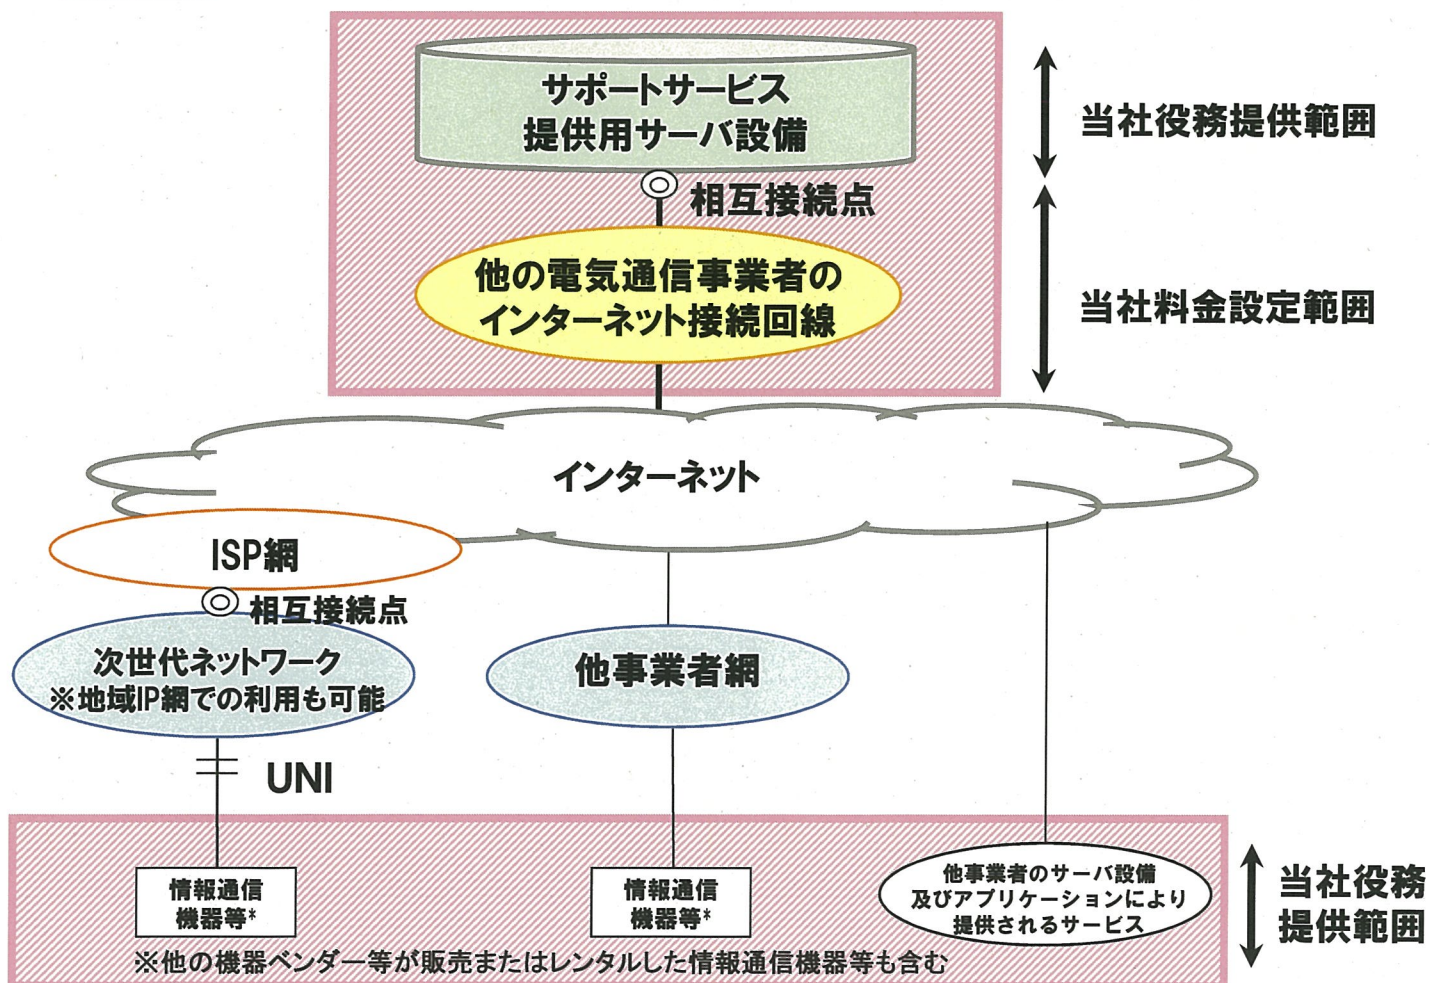 サポートサービス
提供用サーバ設備
当社役務提供範囲
相互接続点
他の電気通信事業者の
インターネット接続回線
当社料金設定範囲
インターネット
ISP網
相互接続点
次世代ネットワーク
※地域IP網での利用も可能
他事業者網
UNI
情報通信
機器等*
情報通信
機器等*
他事業者のサーバ設備
及びアプリケーションにより
提供されるサービス
当社役務
提供範囲
※他の機器ベンダー等が販売またはレンタルした情報通信機器等も含む